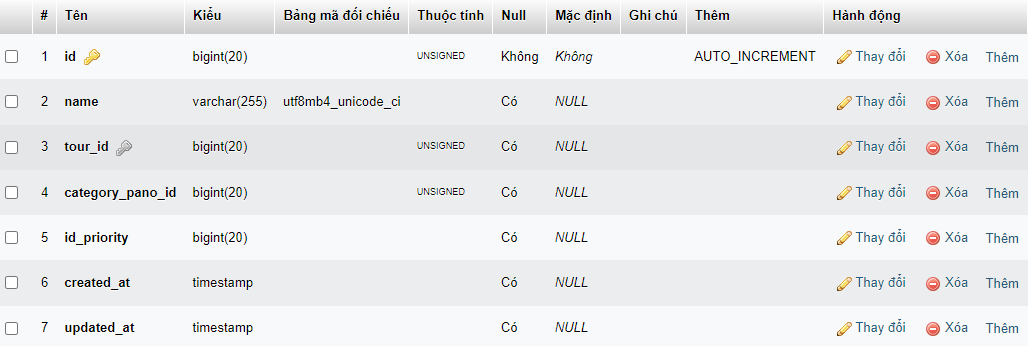 # Tên Kiểu Bảng mã đối chiếu Thuộc tính Null Mặc định Ghi chú Thêm Hành động
1 id bigint(20) UNSIGNED Không Không AUTO_INCREMENT Thay đổi Xóa Thêm
2 name varchar(255) utf8mb4_unicode_ci Có NULL Thay đổi Xóa Thêm
3 tour_id bigint(20) UNSIGNED Có NULL Thay đổi Xóa Thêm
4 category_pano_id bigint(20) UNSIGNED Có NULL Thay đổi Xóa Thêm
5 id_priority bigint(20) Có NULL Thay đổi Xóa Thêm
6 created_at timestamp Có NULL Thay đổi Xóa Thêm
7 updated_at timestamp Có NULL Thay đổi Xóa Thêm